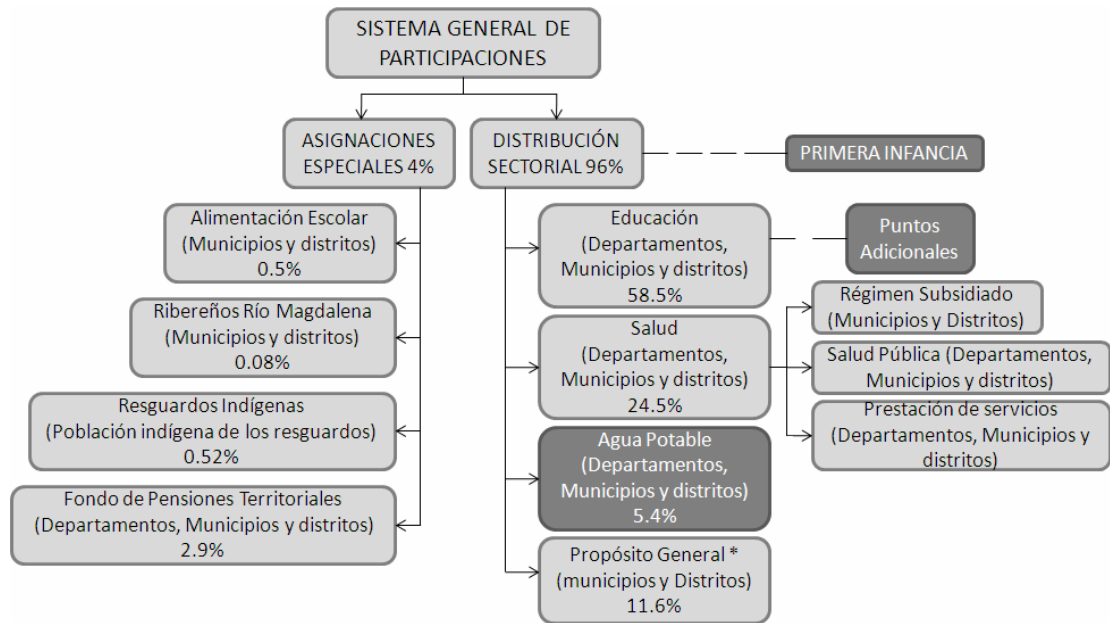 SISTEMA GENERAL DE
PARTICIPACIONES
ASIGNACIONES
ESPECIALES 4%
DISTRIBUCIÓN
SECTORIAL 96%
PRIMERA INFANCIA
Alimentación Escolar
(Municipios y distritos)
0.5%
Ribereños Río Magdalena
(Municipios y distritos)
0.08%
Resguardos Indígenas
(Población indígena de los resguardos)
0.52%
Fondo de Pensiones Territoriales
(Departamentos, Municipios y distritos)
2.9%
Educación
(Departamentos,
Municipios y distritos)
58.5%
Puntos
Adicionales
Salud
(Departamentos,
Municipios y distritos)
24.5%
Régimen Subsidiado
(Municipios y Distritos)
Salud Pública (Departamentos,
Municipios y distritos)
Prestación de servicios
(Departamentos, Municipios y
distritos)
Agua Potable
(Departamentos,
Municipios y distritos)
5.4%
Propósito General *
(municipios y Distritos)
11.6%